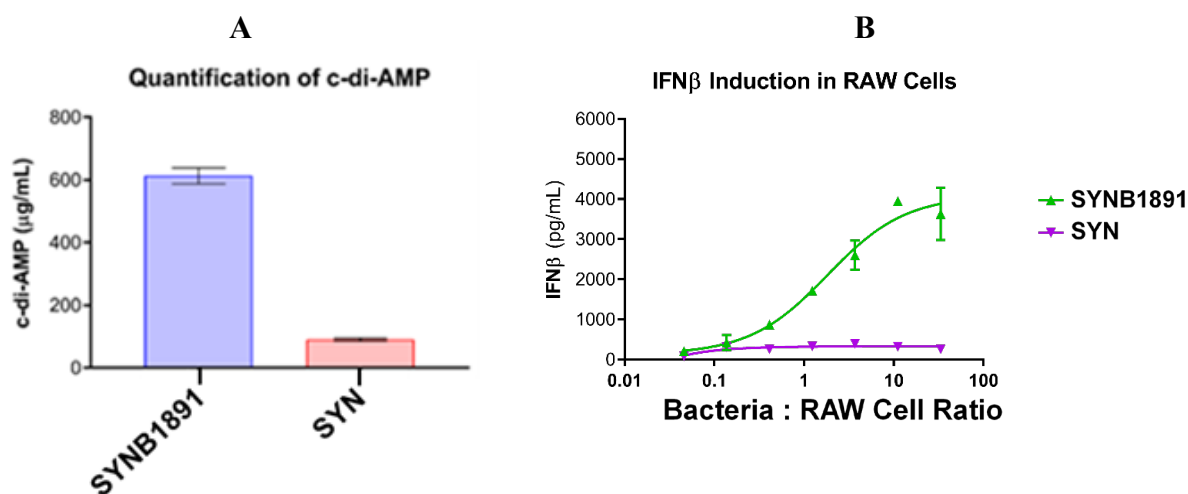 A
Quantification of c-di-AMP
c-di-AMP (µg/mL)
800
600
400
200
0
SYNB1891
SYN
B
IFNβ Induction in RAW Cells
IFNβ (pg/mL)
6000
5000
4000
3000
2000
1000
0
0.01
0.1
1
10
100
Bacteria : RAW Cell Ratio
SYNB1891
SYN